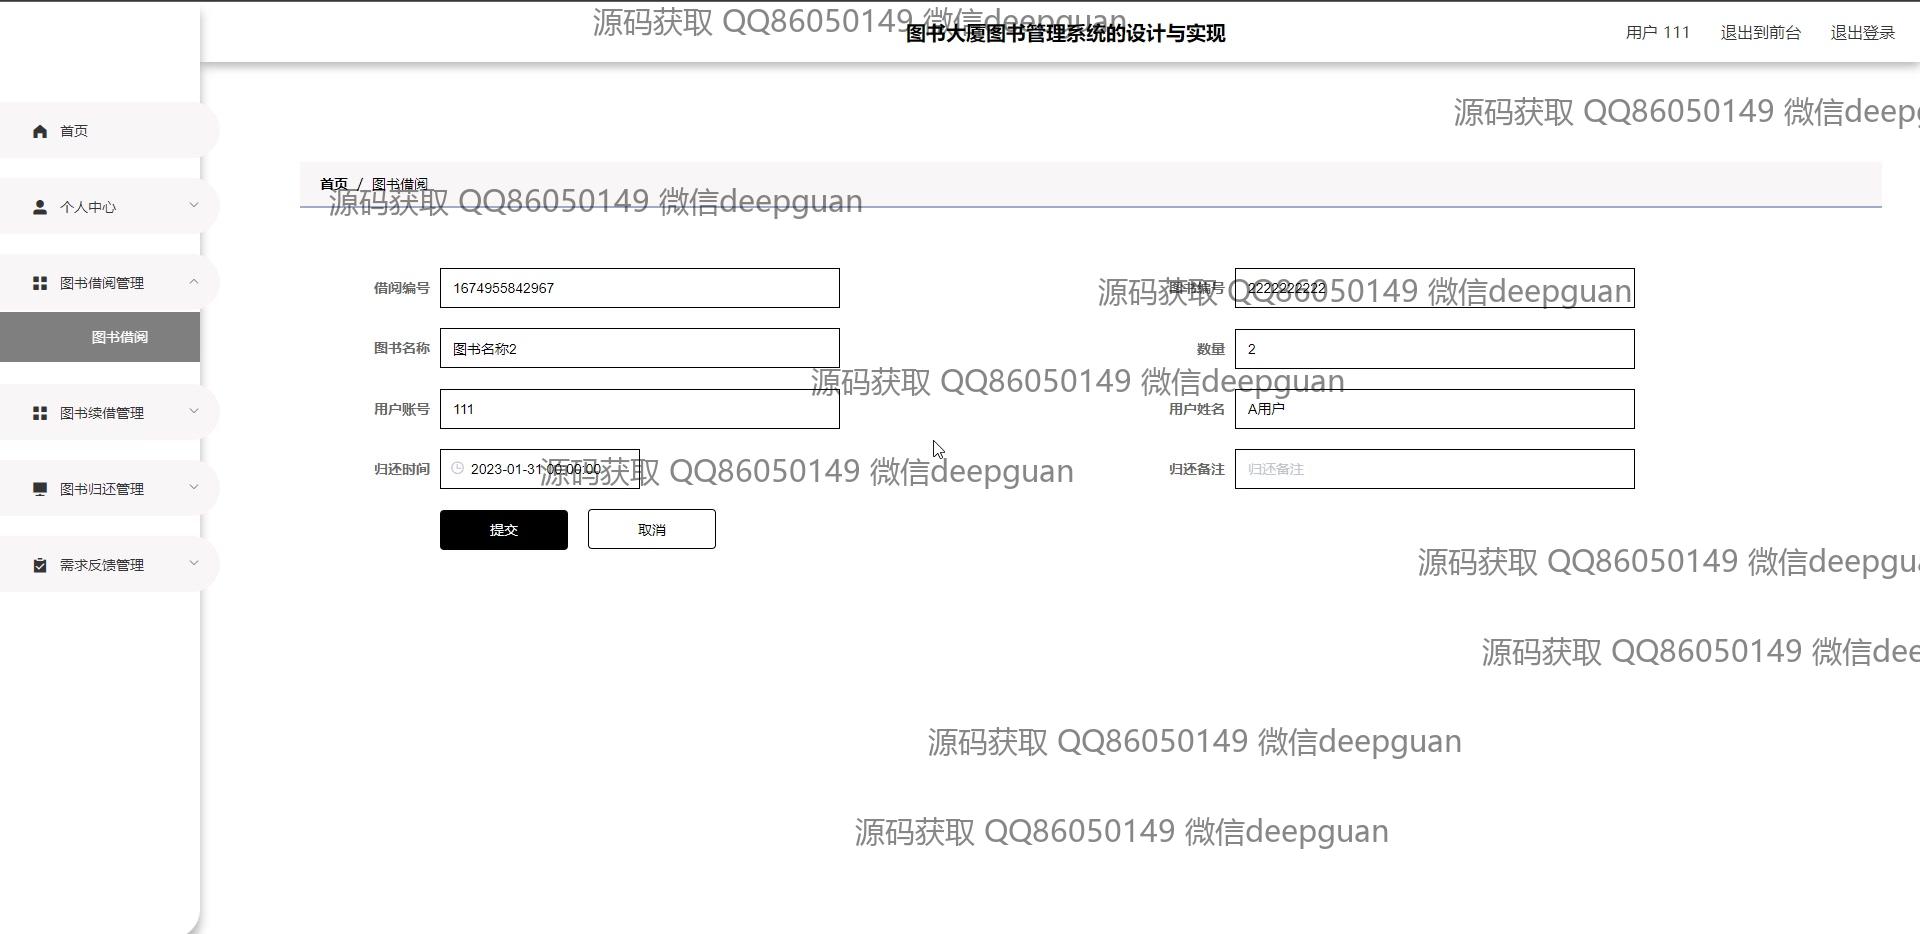 源码获取 QQ86050149 微信deepguan
图书大厦图书管理系统的设计与实现
用户 111
退出到前台
退出登录
源码获取 QQ86050149 微信deepg
首页
个人中心
图书借阅管理
图书借阅
图书续借管理
图书归还管理
需求反馈管理
首页 / 图书借阅
源码获取 QQ86050149 微信deepguan
借阅编号 1674955842967
图书编号 2222222222
源码获取 QQ86050149 微信deepguan
图书名称 图书名称2
数量 2
源码获取 QQ86050149 微信deepguan
用户账号 111
用户姓名 A用户
归还时间 2023-01-31 00:00:00
归还备注 归还备注
源码获取 QQ86050149 微信deepguan
提交
取消
源码获取 QQ86050149 微信deepgua
源码获取 QQ86050149 微信dee
源码获取 QQ86050149 微信deepguan
源码获取 QQ86050149 微信deepguan